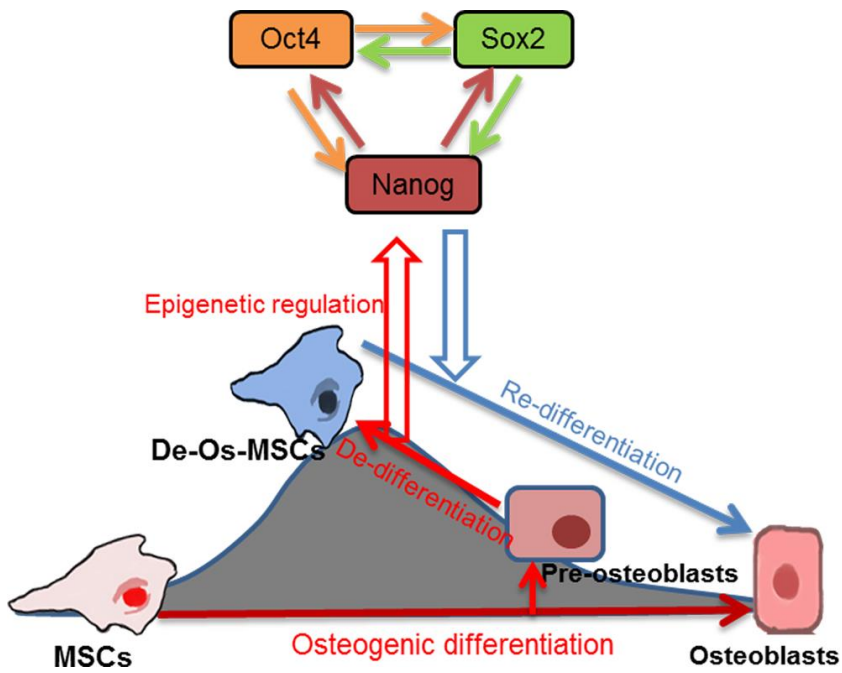 Oct4
Sox2
Nanog
Epigenetic regulation
Re-differentiation
De-Os-MSCs
De-differentiation
Pre-osteoblasts
Osteogenic differentiation
MSCs
Osteoblasts